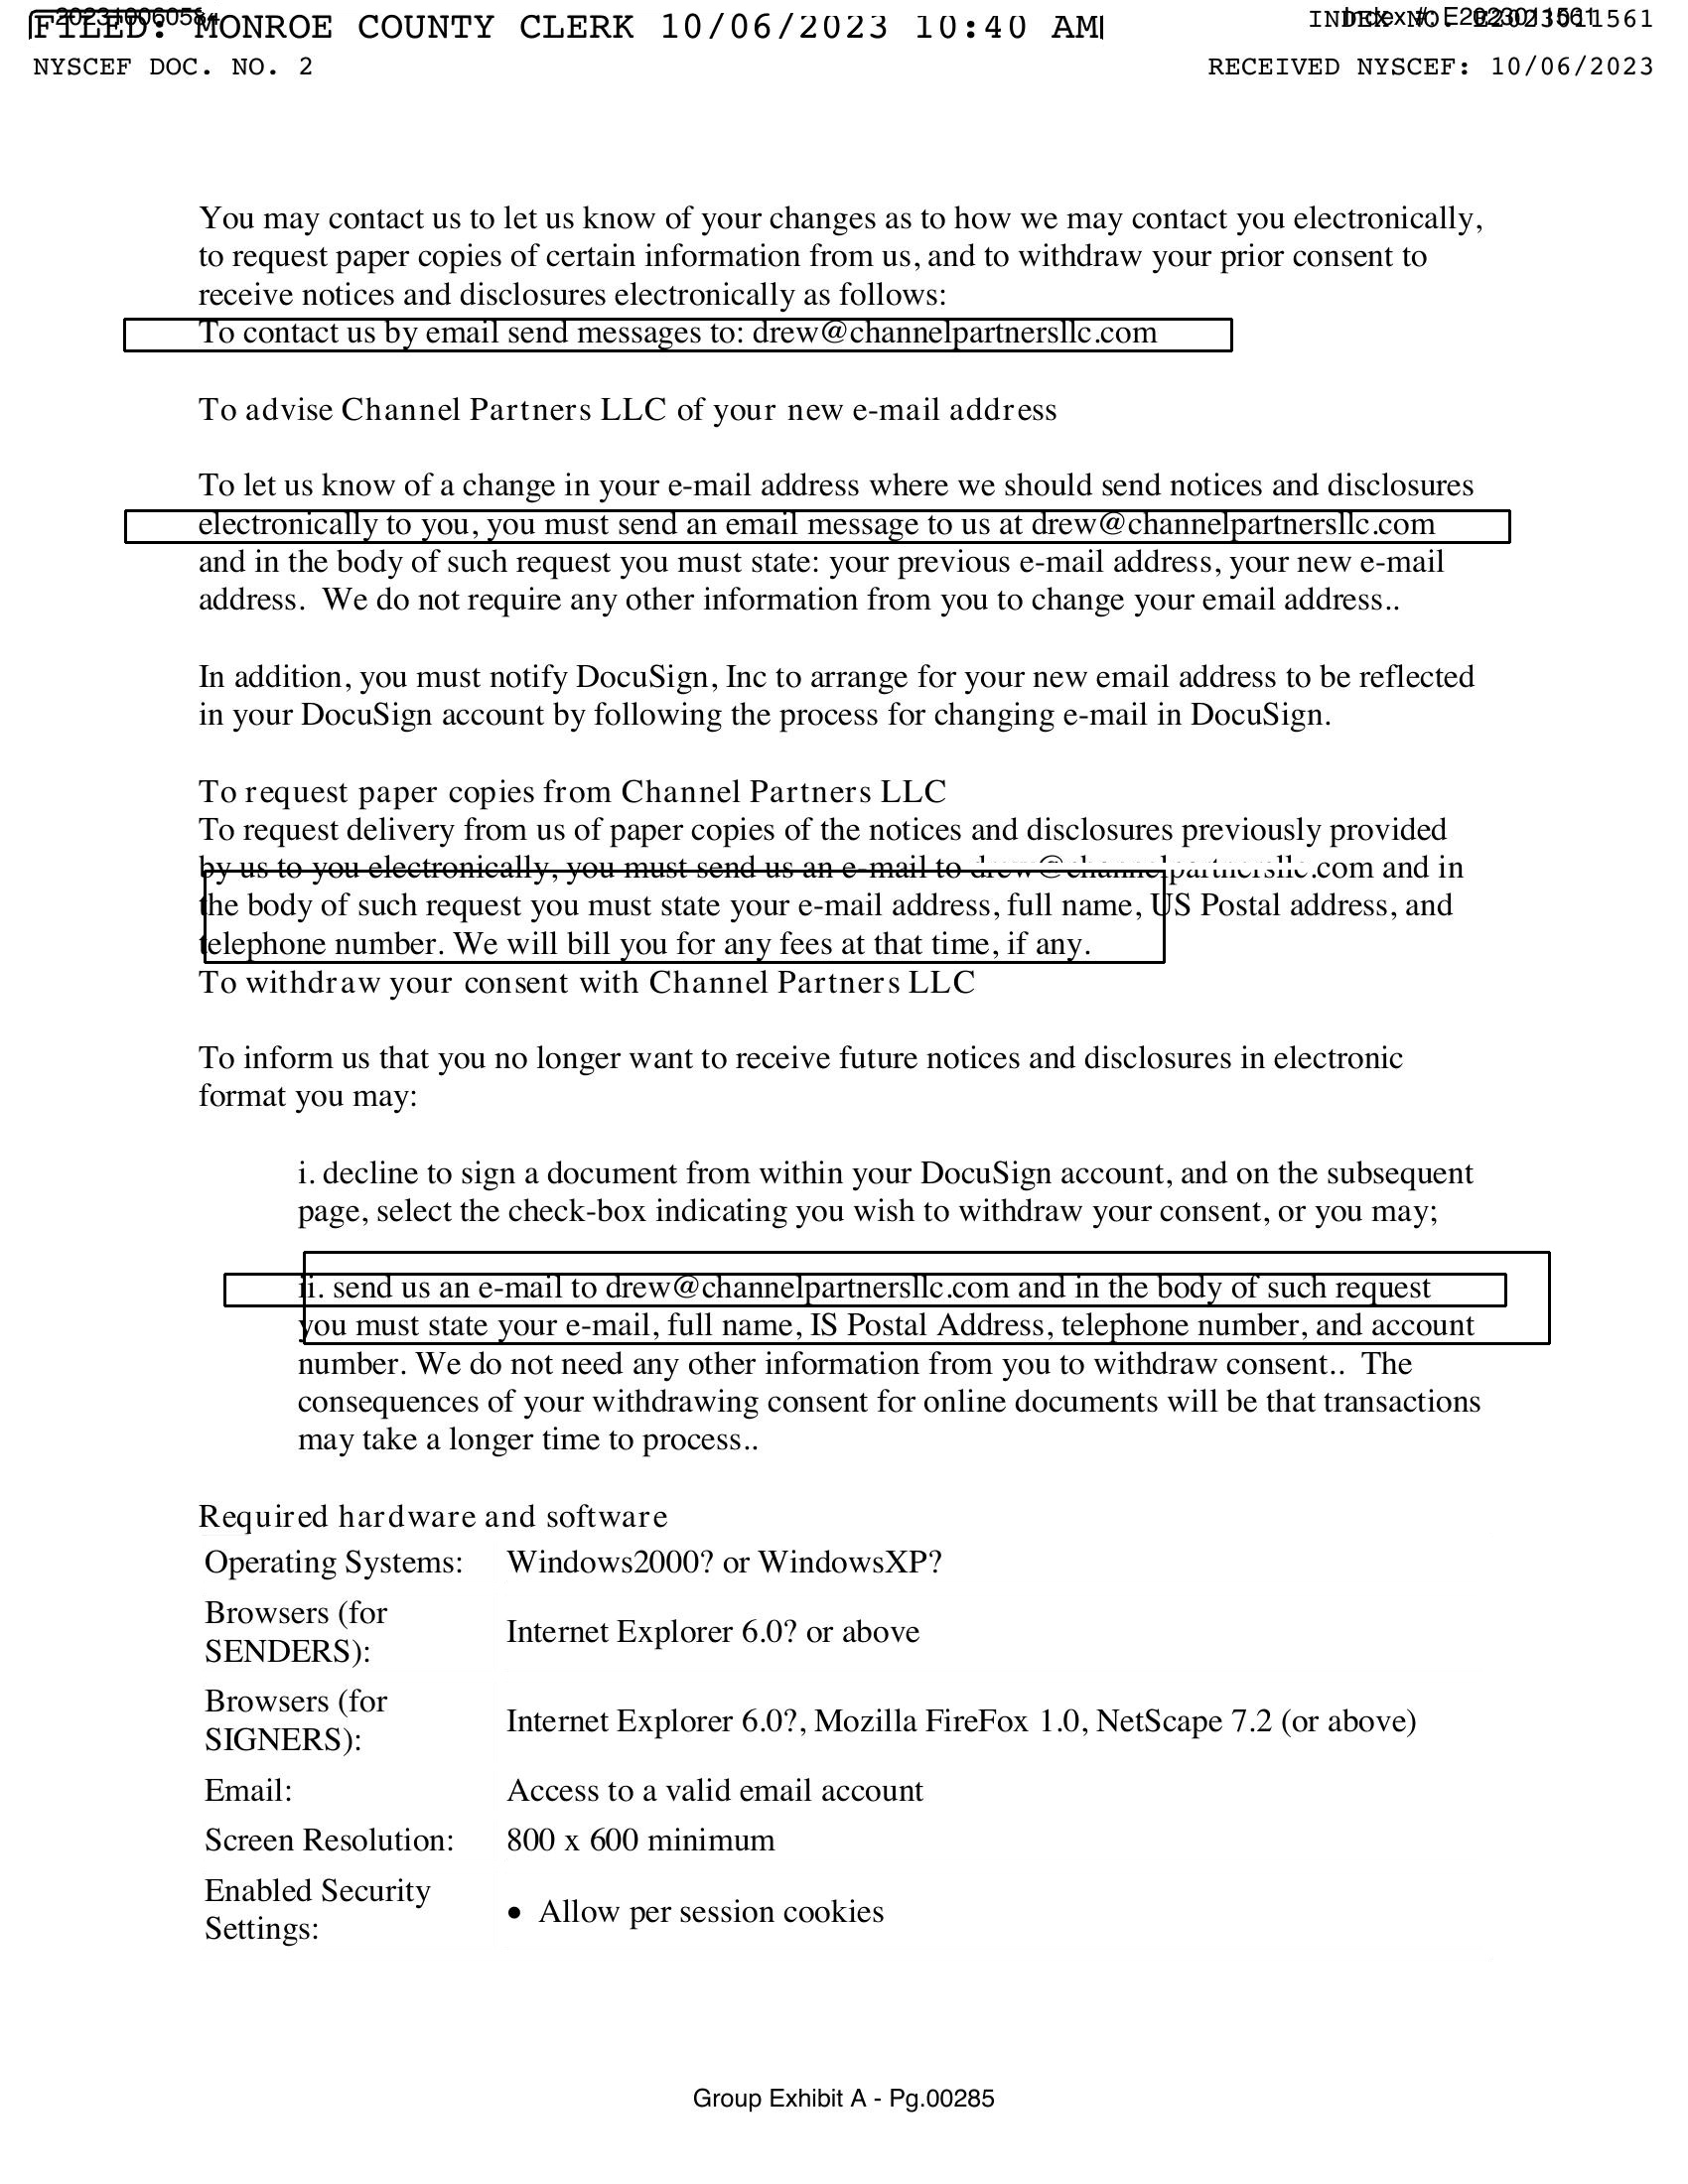 202310060584
FILED: MONROE COUNTY CLERK 10/06/2023 10:40 AM
INDEX NO. E2023011561
Index #: E2023011561
NYSCEF DOC. NO. 2
RECEIVED NYSCEF: 10/06/2023
You may contact us to let us know of your changes as to how we may contact you electronically,
to request paper copies of certain information from us, and to withdraw your prior consent to
receive notices and disclosures electronically as follows:
To contact us by email send messages to: drew@channelpartnersllc.com
To advise Channel Partners LLC of your new e-mail address
To let us know of a change in your e-mail address where we should send notices and disclosures
electronically to you, you must send an email message to us at drew@channelpartnersllc.com
and in the body of such request you must state: your previous e-mail address, your new e-mail
address.  We do not require any other information from you to change your email address..
In addition, you must notify DocuSign, Inc to arrange for your new email address to be reflected
in your DocuSign account by following the process for changing e-mail in DocuSign.
To request paper copies from Channel Partners LLC
To request delivery from us of paper copies of the notices and disclosures previously provided
by us to you electronically, you must send us an e-mail to drew@channelpartnersllc.com and in
the body of such request you must state your e-mail address, full name, US Postal address, and
telephone number. We will bill you for any fees at that time, if any.
To withdraw your consent with Channel Partners LLC
To inform us that you no longer want to receive future notices and disclosures in electronic
format you may:
i. decline to sign a document from within your DocuSign account, and on the subsequent
page, select the check-box indicating you wish to withdraw your consent, or you may;
ii. send us an e-mail to drew@channelpartnersllc.com and in the body of such request
you must state your e-mail, full name, IS Postal Address, telephone number, and account
number. We do not need any other information from you to withdraw consent..  The
consequences of your withdrawing consent for online documents will be that transactions
may take a longer time to process..
Required hardware and software
Operating Systems: Windows2000? or WindowsXP?
Browsers (for
SENDERS): Internet Explorer 6.0? or above
Browsers (for
SIGNERS): Internet Explorer 6.0?, Mozilla FireFox 1.0, NetScape 7.2 (or above)
Email: Access to a valid email account
Screen Resolution: 800 x 600 minimum
Enabled Security
Settings: • Allow per session cookies
Group Exhibit A - Pg.00285